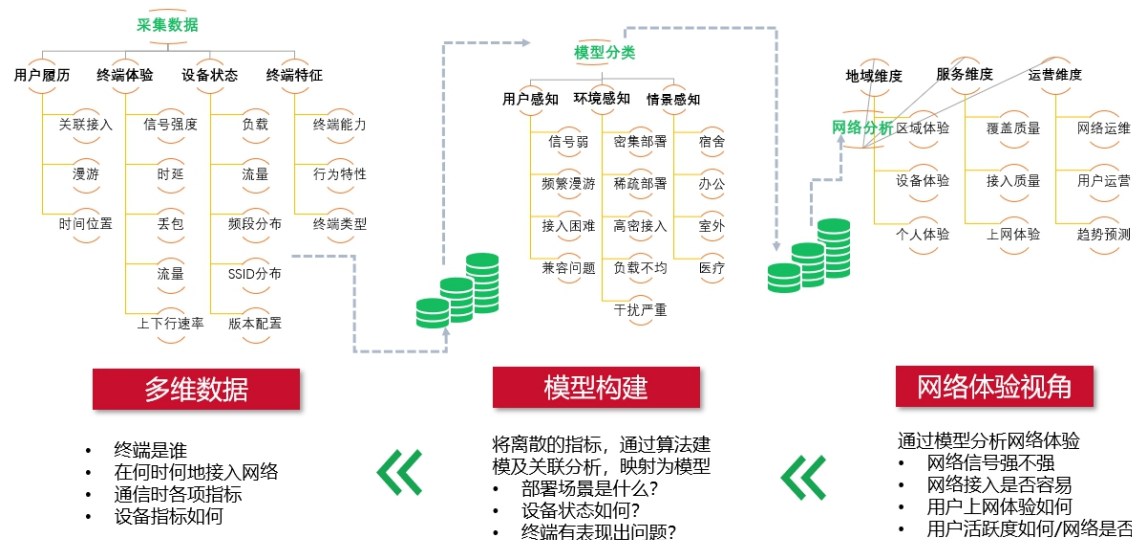 采集数据
用户履历
终端体验
设备状态
终端特征
关联接入
漫游
时间位置
信号强度
时延
丢包
流量
上下行速率
负载
流量
频段分布
SSID分布
版本配置
终端能力
行为特性
终端类型
模型分类
用户感知
环境感知
情景感知
信号弱
频繁漫游
接入困难
兼容问题
密集部署
稀疏部署
高密接入
负载不均
干扰严重
宿舍
办公
室外
医疗
网络分析
地域维度
服务维度
运营维度
区域体验
设备体验
个人体验
覆盖质量
接入质量
上网体验
网络运维
用户运营
趋势预测
多维数据
• 终端是谁
• 在何时何地接入网络
• 通信时各项指标
• 设备指标如何
模型构建
将离散的指标，通过算法建
模及关联分析，映射为模型
• 部署场景是什么？
• 设备状态如何？
• 终端有表现出问题？
网络体验视角
通过模型分析网络体验
• 网络信号强不强
• 网络接入是否容易
• 用户上网体验如何
• 用户活跃度如何/网络是否